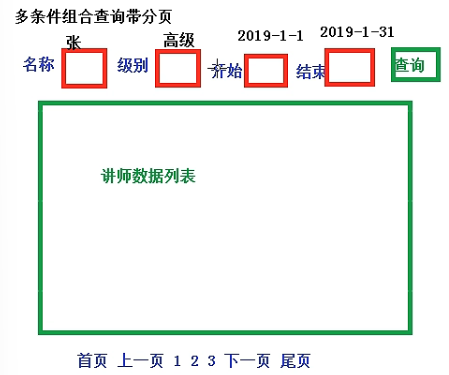 多条件组合查询带分页
张 高级 2019-1-1 2019-1-31
名称 级别 开始 结束 查询
讲师数据列表
首页 上一页 1 2 3 下一页 尾页